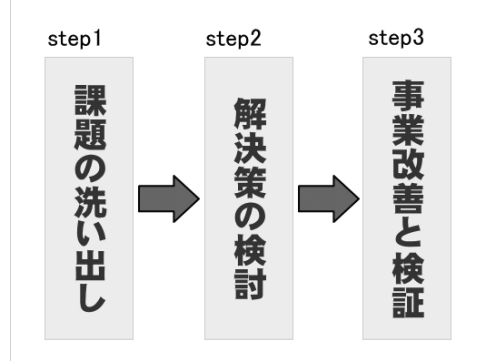 step1
課題の洗い出し
step2
解決策の検討
step3
事業改善と検証